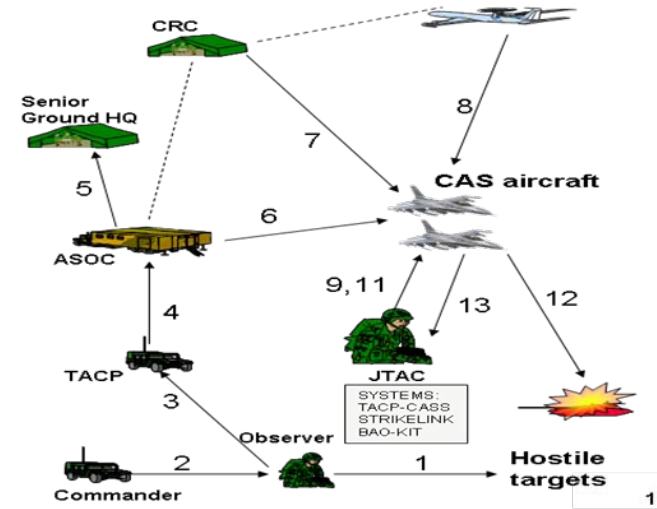 CRC
8
Senior
Ground HQ
7
CAS aircraft
5
6
ASOC
9,11
13
12
4
TACP
JTAC
3
SYSTEMS:
TACP-CASS
STRIKELINK
BAO-KIT
Observer
2
1
Hostile
targets
Commander
1